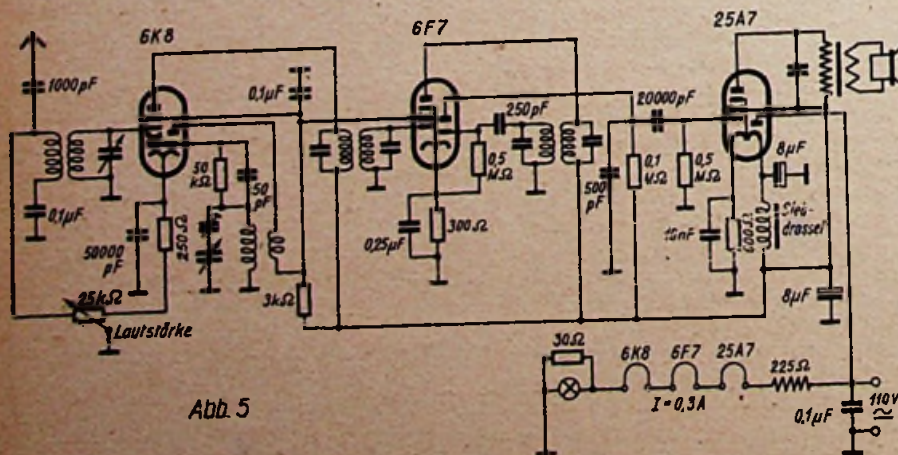 6K8
6F7
25A7
1000pF
0,1µF
250pF
20000pF
8µF
50
kΩ
50
pF
0,5
MΩ
500
pF
0,1
MΩ
0,5
MΩ
0,1µF
50000
pF
250Ω
0,25µF
300Ω
10nF
600Ω
Sieb-
drossel
25kΩ
Lautstärke
3kΩ
8µF
30Ω
6K8
6F7
25A7
225Ω
I=0,3A
0,1µF
110V
Abb. 5